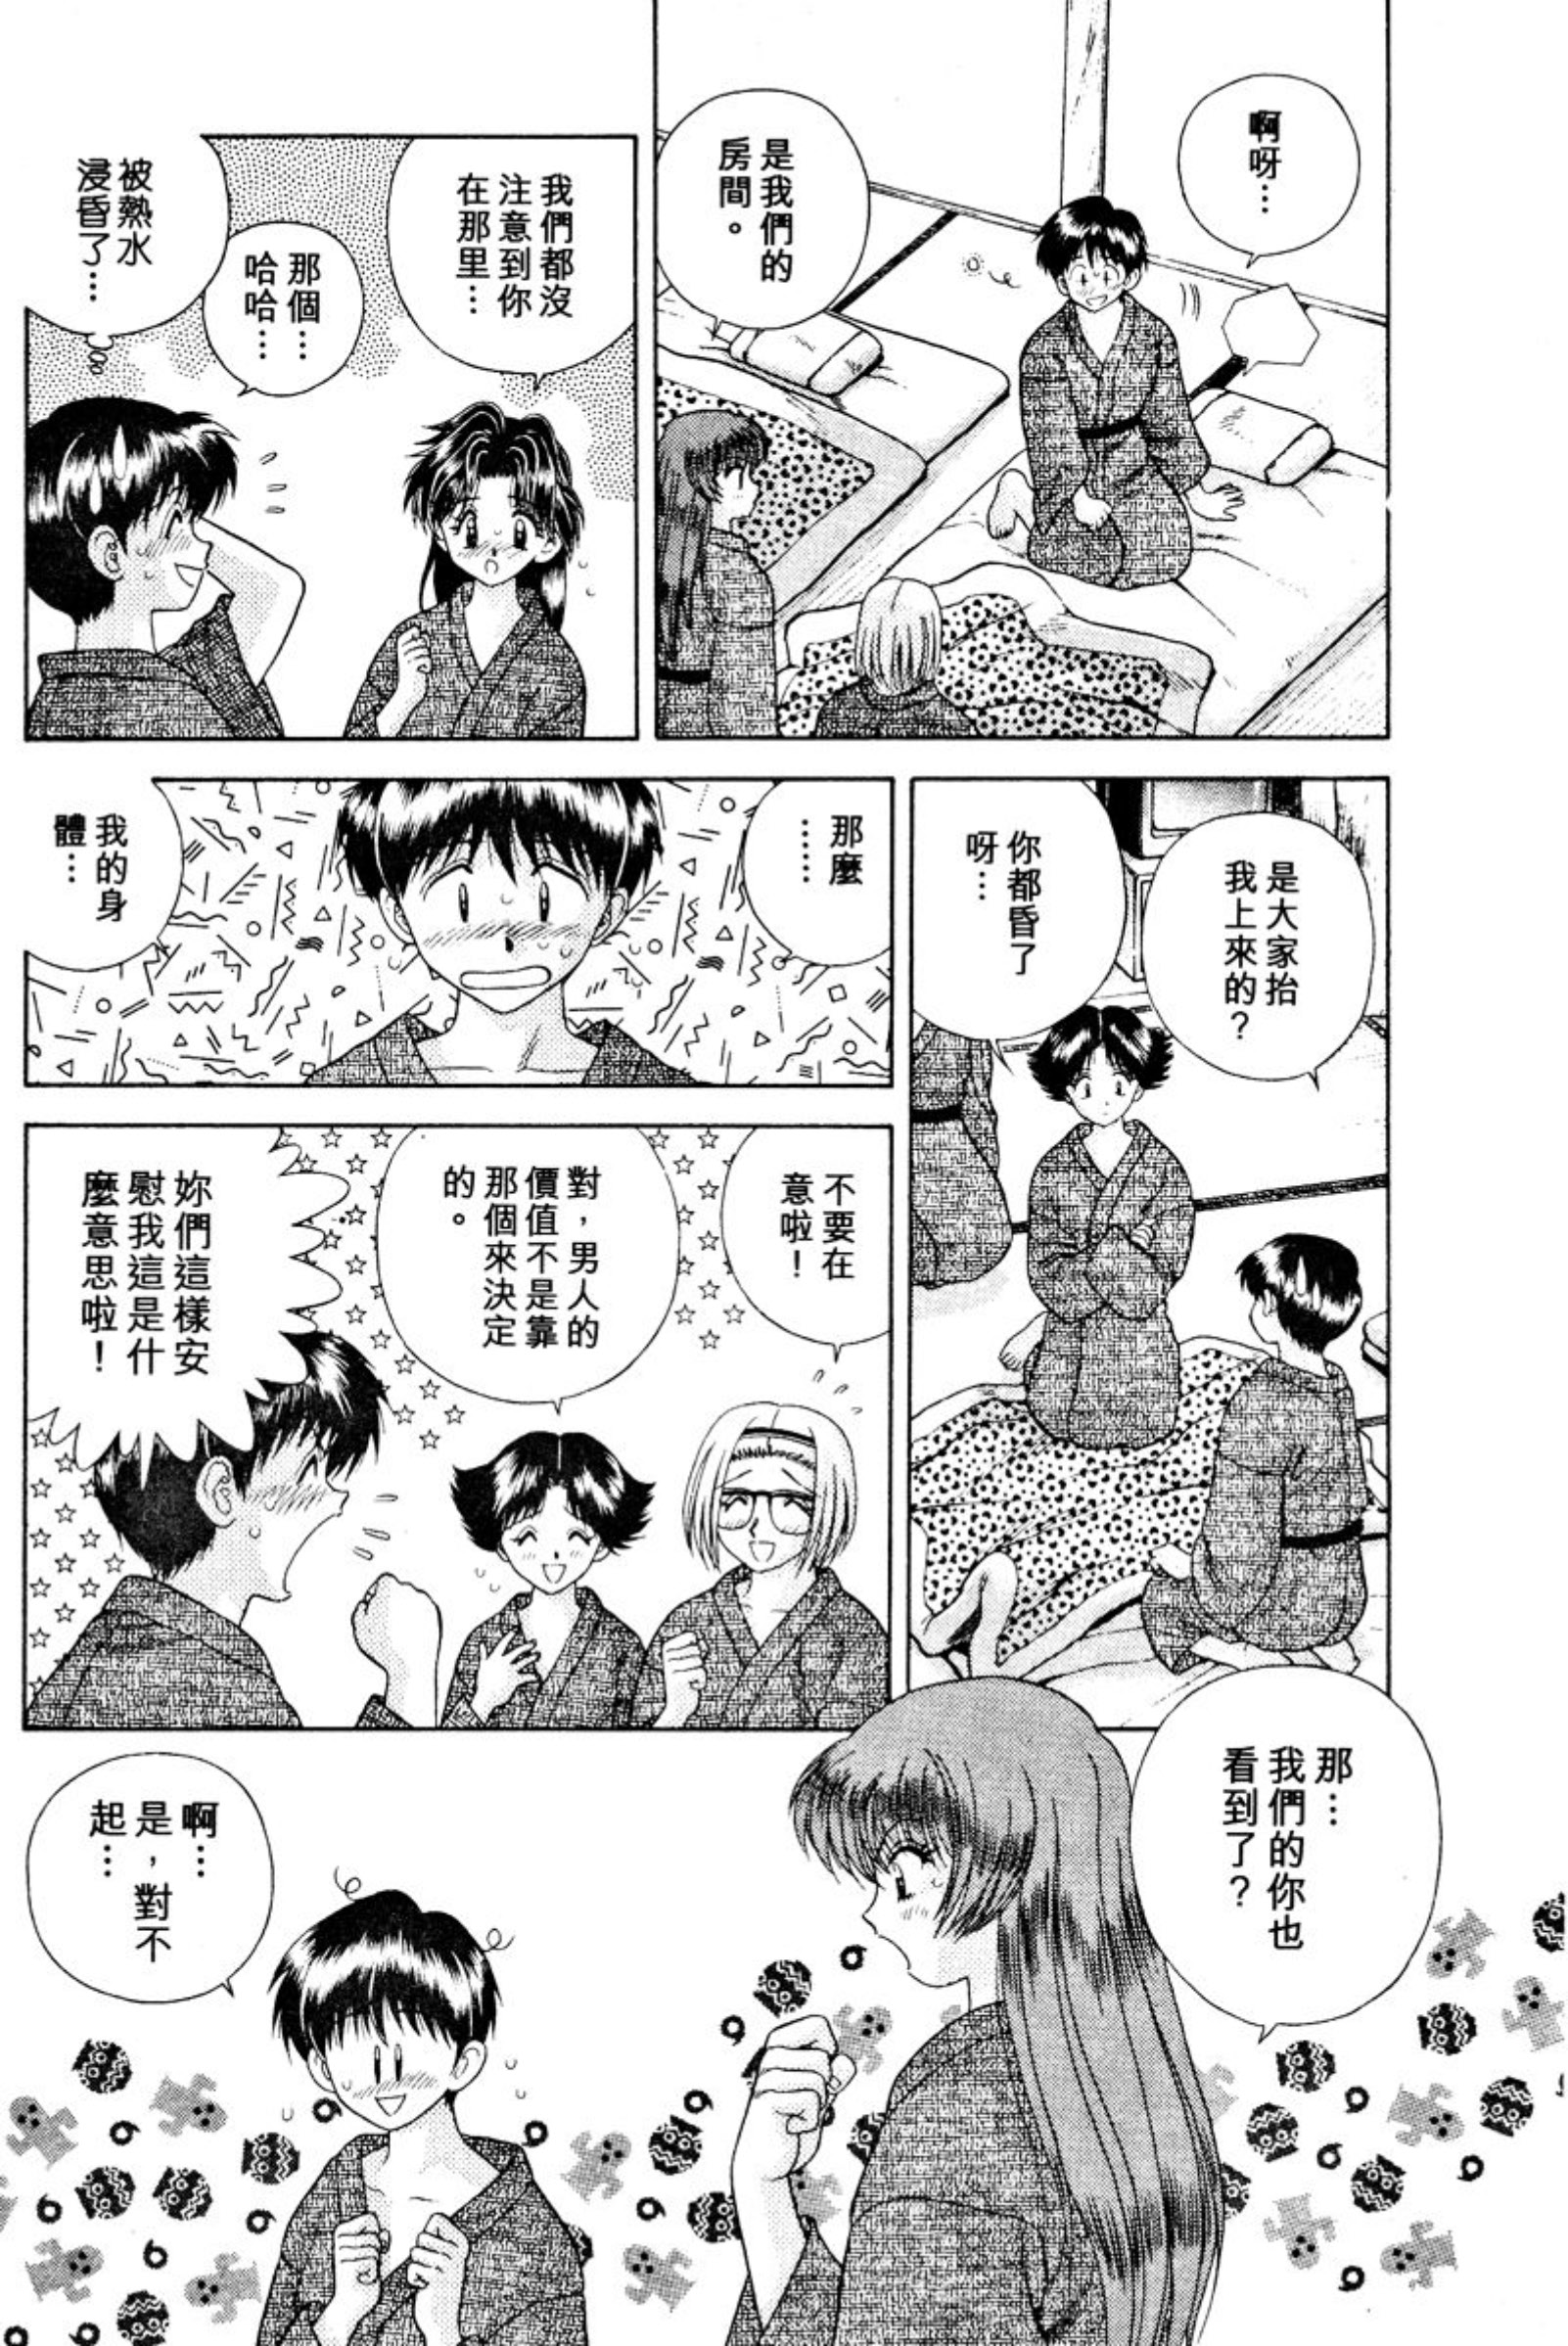 啊呀…
是我們的
房間。
我們都沒
注意到你
在那里…
那個…
哈哈…
被熱水
浸昏了…
是大家抬
我上來的？
你都昏了
呀…
那麼
……
我的身
體…
不要在
意啦！
對，男人的
價值不是靠
那個來決定
的。
妳們這樣安
慰我這是什
麼意思啦！
那…
我們的你也
看到了？
啊…
是，對不
起…